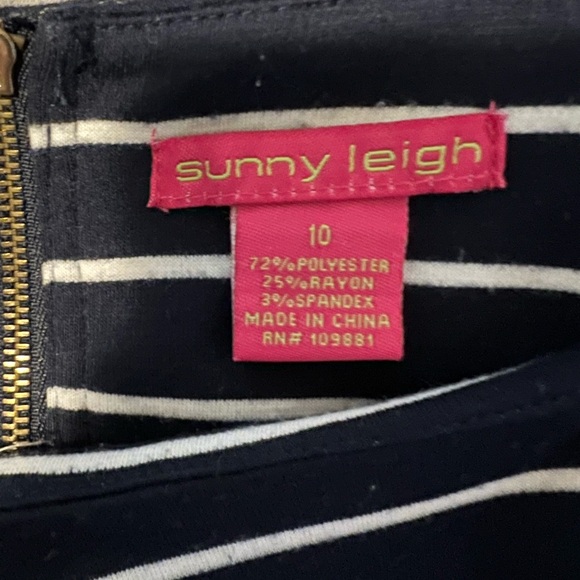 sunny leigh
10
72%POLYESTER
25%RAYON
3%SPANDEX
MADE IN CHINA
RN# 109881